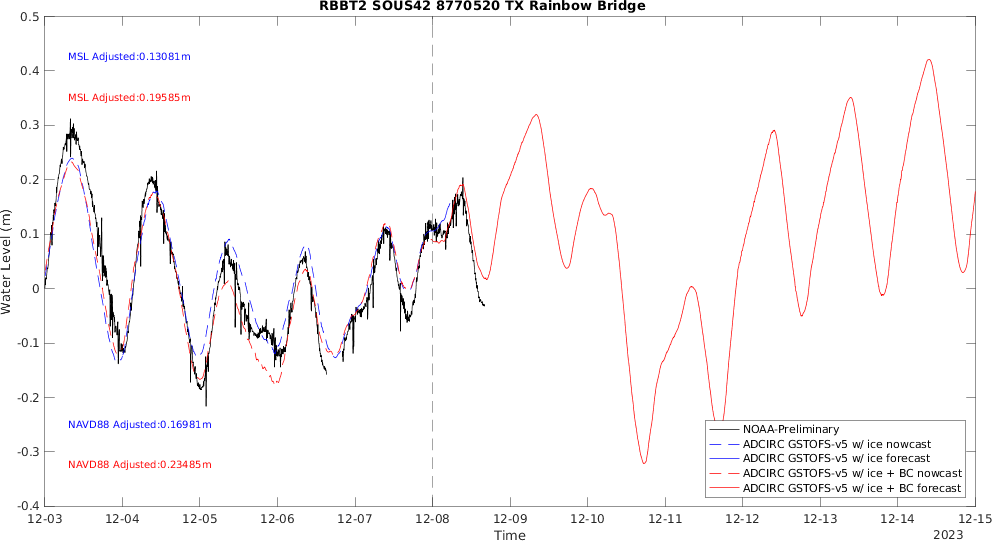 RBBT2 SOUS42 8770520 TX Rainbow Bridge
0.5
0.4
0.3
0.2
0.1
0
-0.1
-0.2
-0.3
-0.4
Water Level (m)
MSL Adjusted:0.13081m
MSL Adjusted:0.19585m
NAVD88 Adjusted:0.16981m
NAVD88 Adjusted:0.23485m
NOAA-Preliminary
ADCIRC GSTOFS-v5 w/ ice nowcast
ADCIRC GSTOFS-v5 w/ ice forecast
ADCIRC GSTOFS-v5 w/ ice + BC nowcast
ADCIRC GSTOFS-v5 w/ ice + BC forecast
12-03 12-04 12-05 12-06 12-07 12-08 12-09 12-10 12-11 12-12 12-13 12-14 12-15
Time
2023